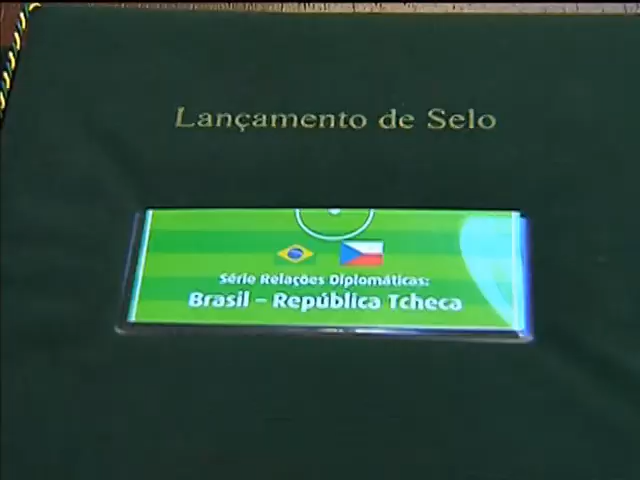 Lançamento de Selo
Série Relações Diplomáticas:
Brasil – República Tcheca